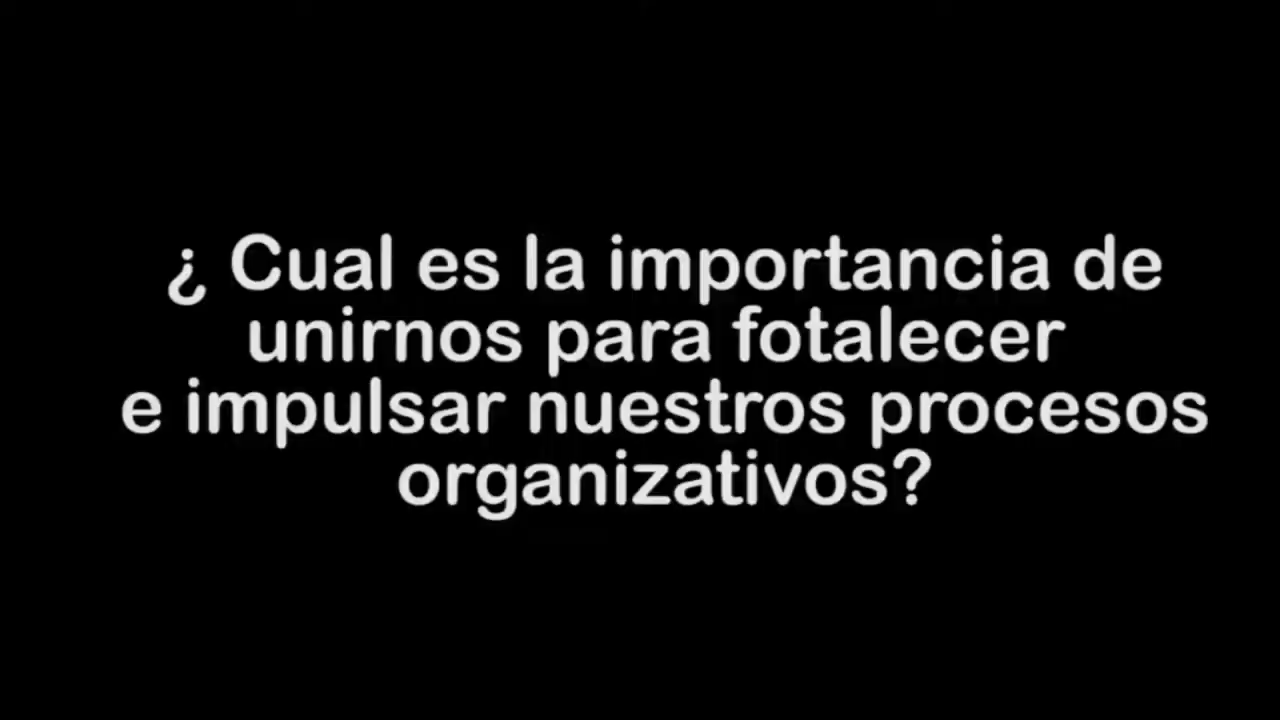 ¿ Cual es la importancia de
unirnos para fotalecer
e impulsar nuestros procesos
organizativos?